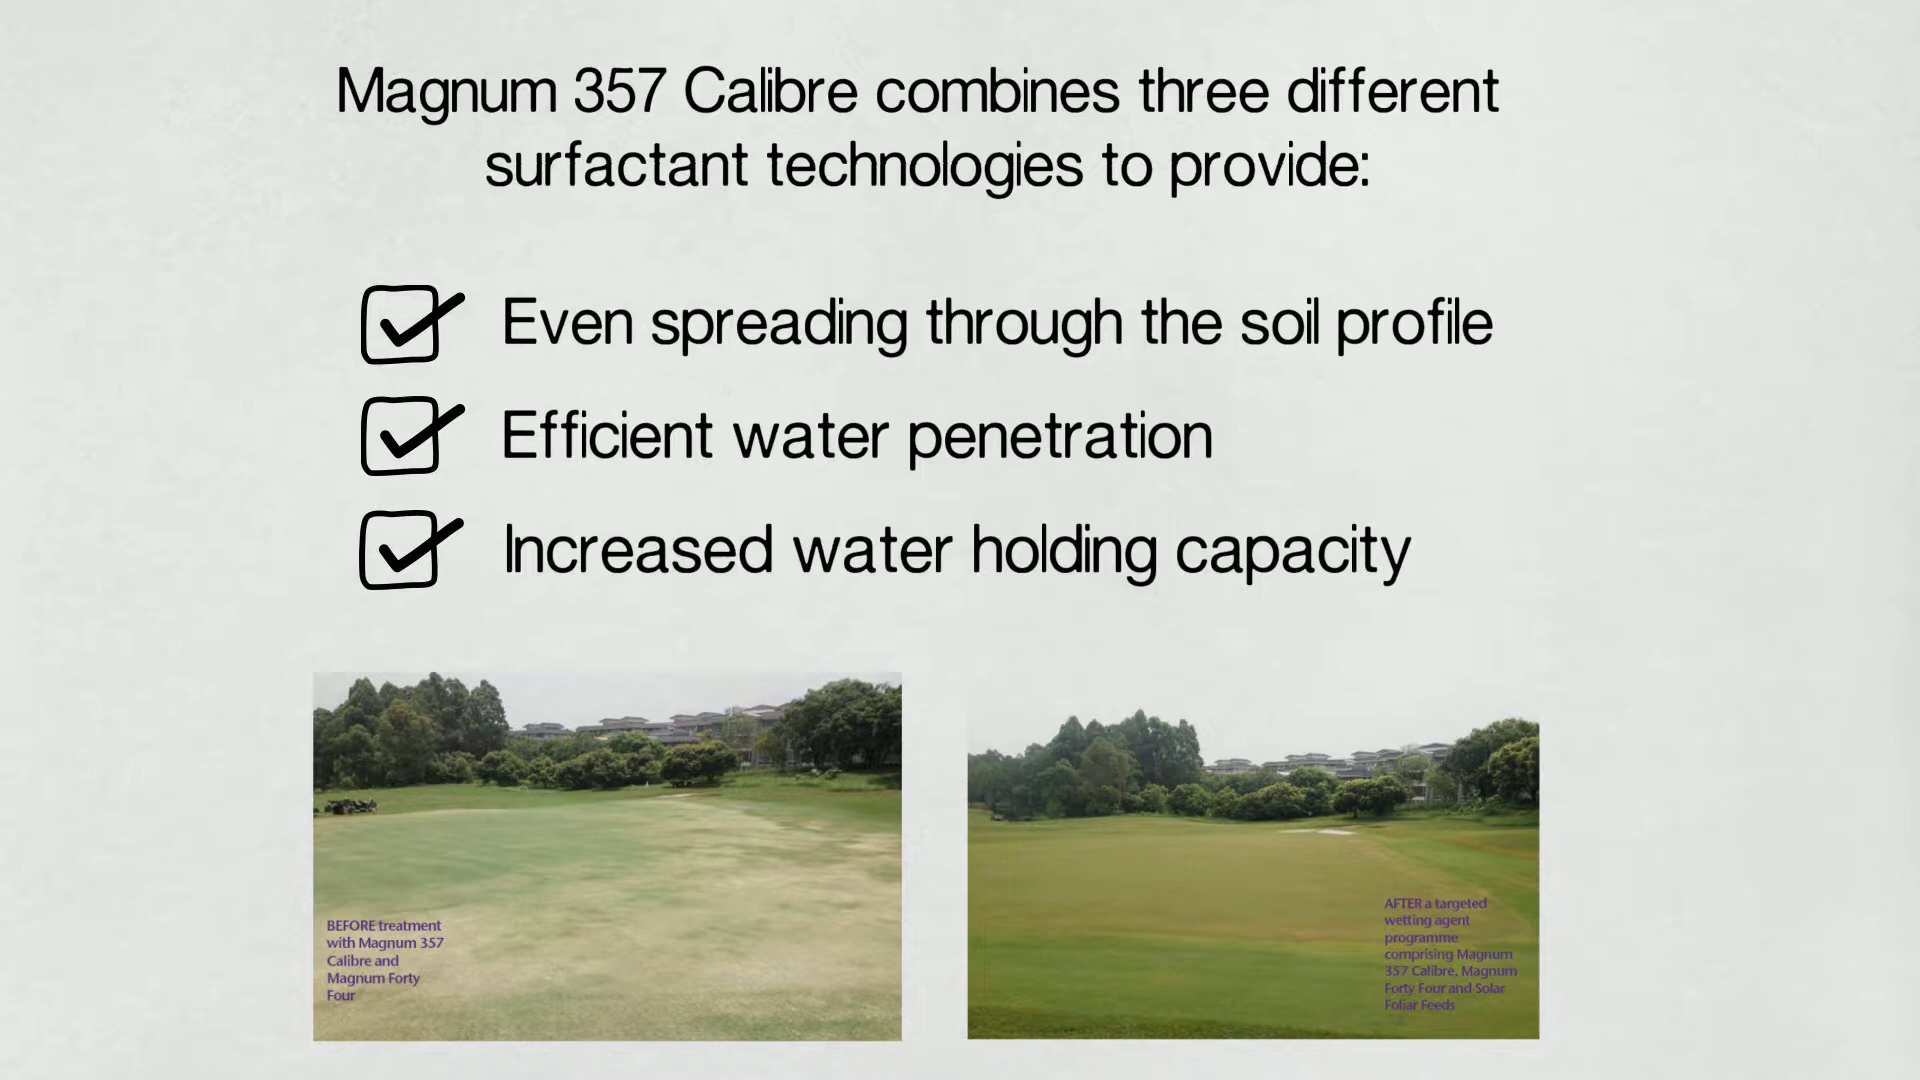 Magnum 357 Calibre combines three different
surfactant technologies to provide:
Even spreading through the soil profile
Efficient water penetration
Increased water holding capacity
BEFORE treatment
with Magnum 357
Calibre and
Magnum Forty
Four
AFTER a targeted
wetting agent
programme
comprising Magnum
357 Calibre, Magnum
Forty Four and Solar
Foliar Feeds